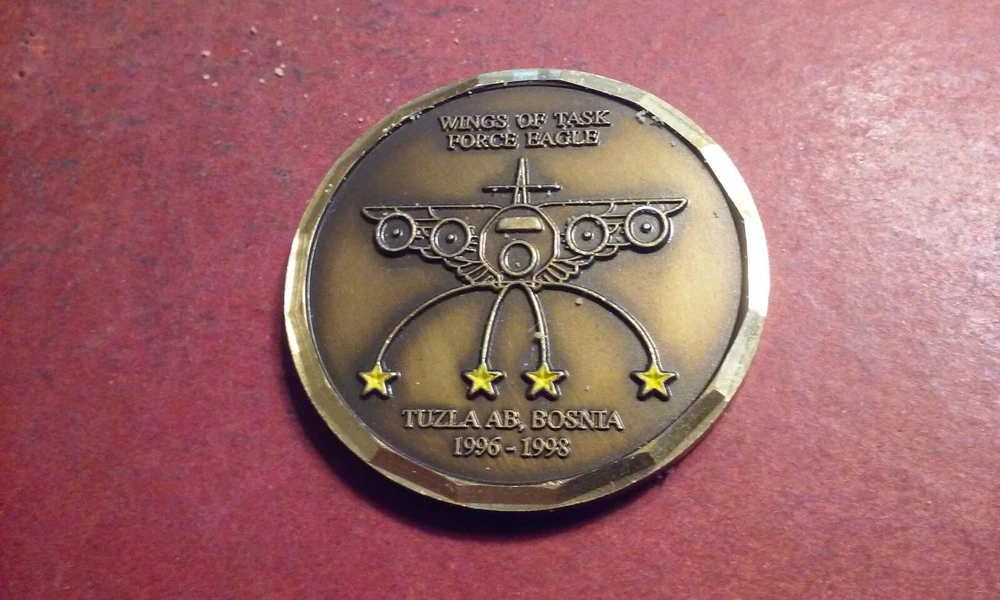 WINGS OF TASK
FORCE EAGLE
TUZLA AB, BOSNIA
1996-1998